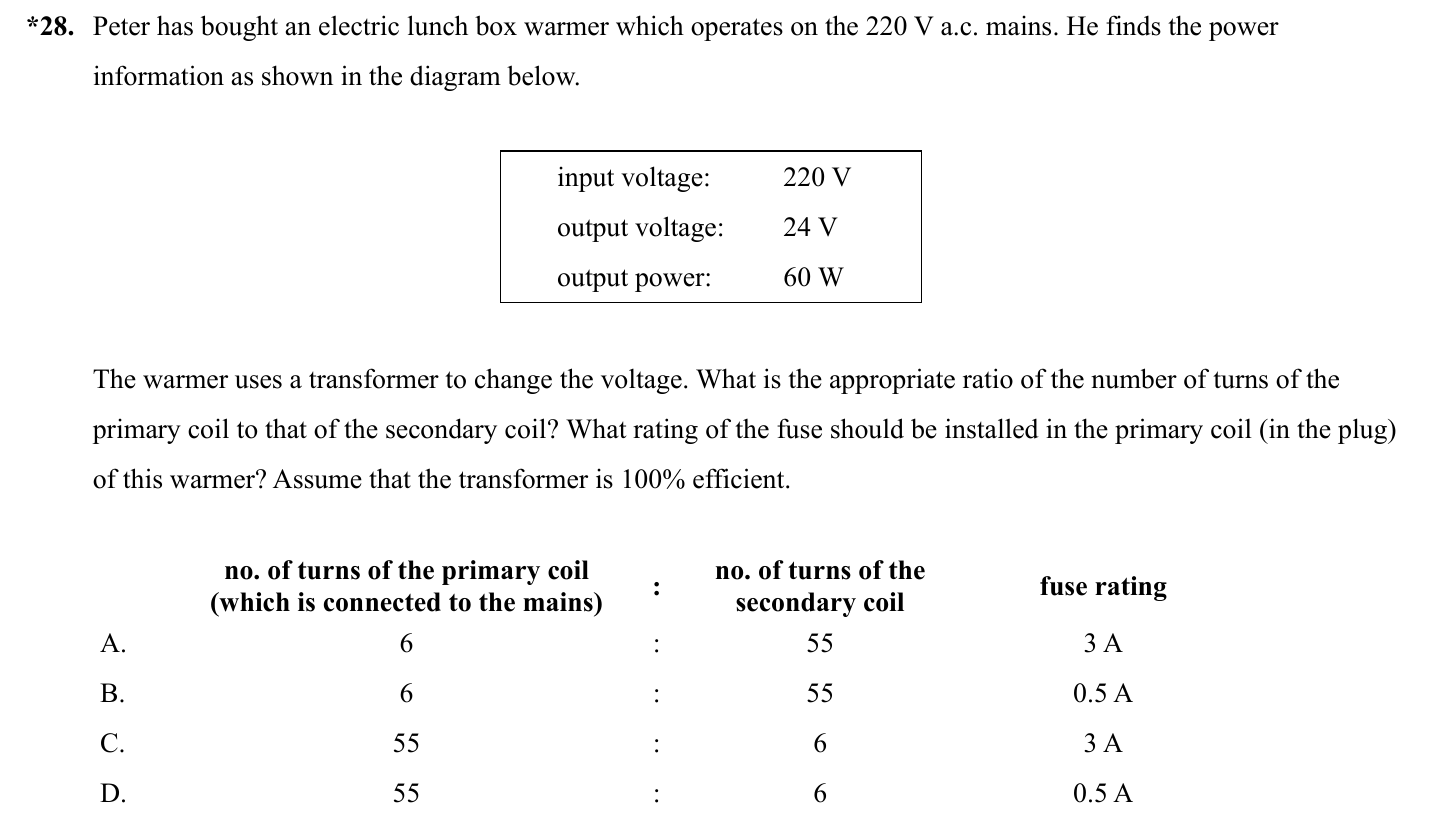 *28. Peter has bought an electric lunch box warmer which operates on the 220 V a.c. mains. He finds the power
information as shown in the diagram below.
input voltage: 220 V
output voltage: 24 V
output power: 60 W
The warmer uses a transformer to change the voltage. What is the appropriate ratio of the number of turns of the
primary coil to that of the secondary coil? What rating of the fuse should be installed in the primary coil (in the plug)
of this warmer? Assume that the transformer is 100% efficient.
no. of turns of the primary coil
(which is connected to the mains)
:
no. of turns of the
secondary coil
fuse rating
A. 6 : 55 3 A
B. 6 : 55 0.5 A
C. 55 : 6 3 A
D. 55 : 6 0.5 A